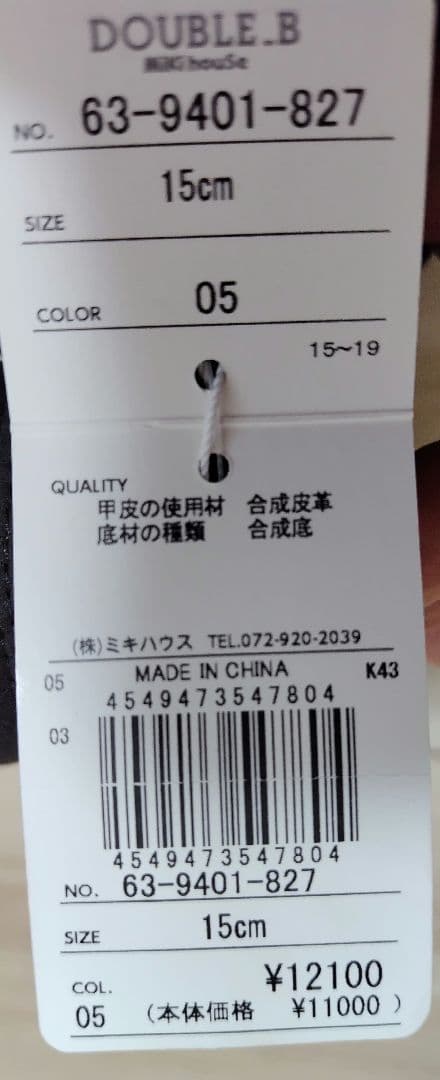 DOUBLE_B
MiKi houSe
NO. 63-9401-827
SIZE 15cm
COLOR 05
15~19
QUALITY
甲皮の使用材 合成皮革
底材の種類 合成底
(株)ミキハウス TEL.072-920-2039
05 MADE IN CHINA K43
4549473547804
03
4549473547804
NO. 63-9401-827
SIZE 15cm
COL. ¥12100
05 (本体価格 ¥11000)